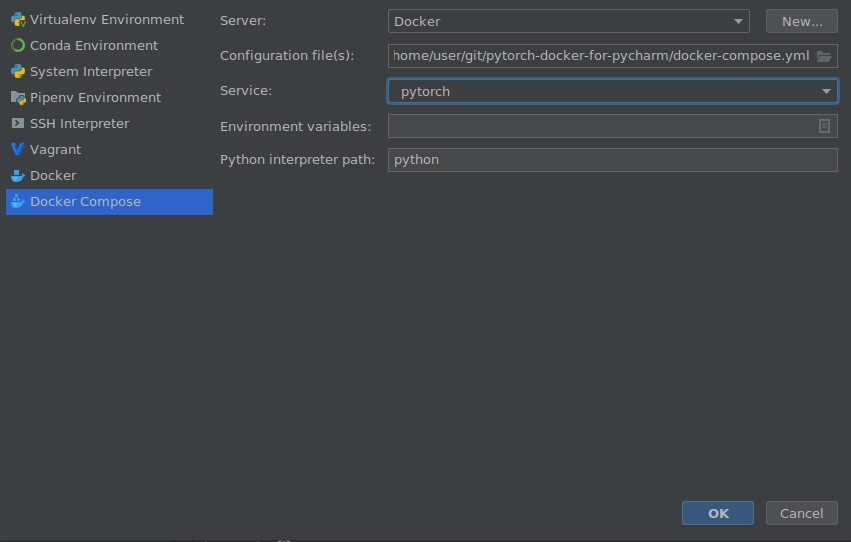 Virtualenv Environment
Conda Environment
System Interpreter
Pipenv Environment
SSH Interpreter
Vagrant
Docker
Docker Compose
Server: Docker New...
Configuration file(s): home/user/git/pytorch-docker-for-pycharm/docker-compose.yml
Service: pytorch
Environment variables:
Python interpreter path: python
OK Cancel